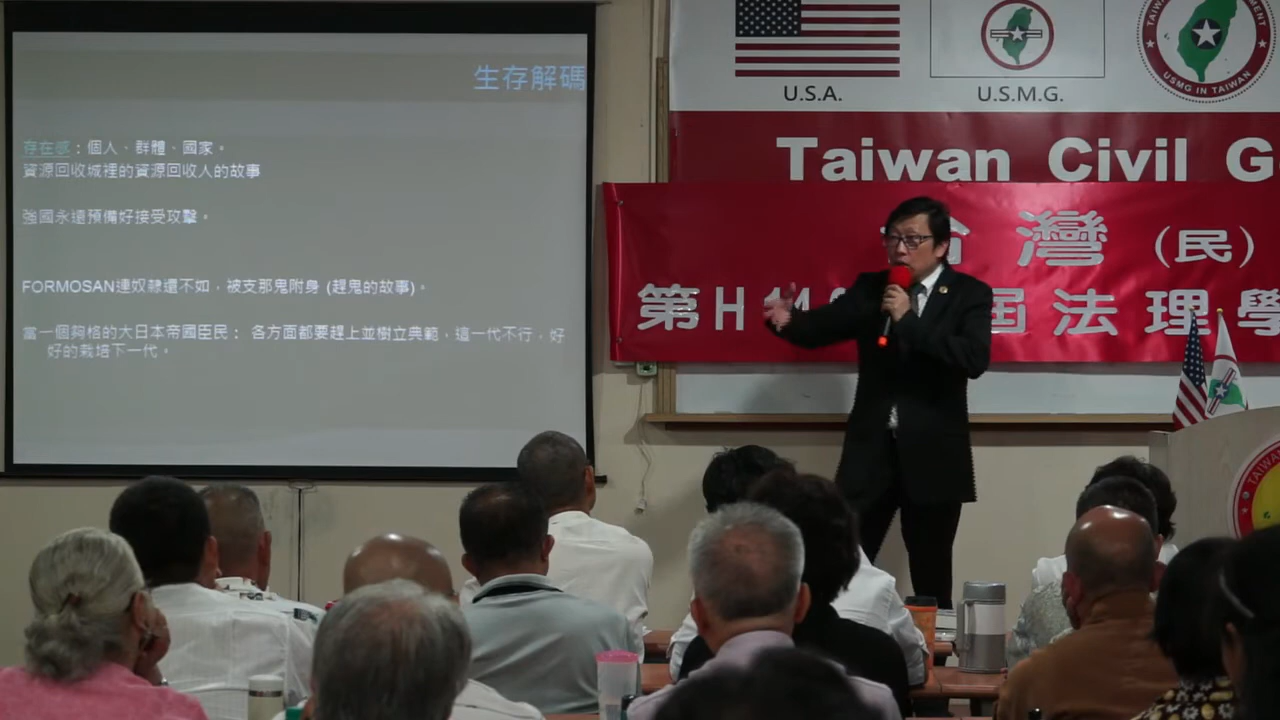 生存解碼
存在感：個人、群體、國家。
資源回收城裡的資源回收人的故事
強國永遠預備好接受攻擊。
FORMOSAN連奴隸還不如，被支那鬼附身 (趕鬼的故事)。
當一個夠格的大日本帝國臣民： 各方面都要趕上並樹立典範，這一代不行，好
好的栽培下一代。
U.S.A.
U.S.M.G.
USMG IN TAIWAN
Taiwan Civil G
台 灣 (民)
第H 屆 法 理 學